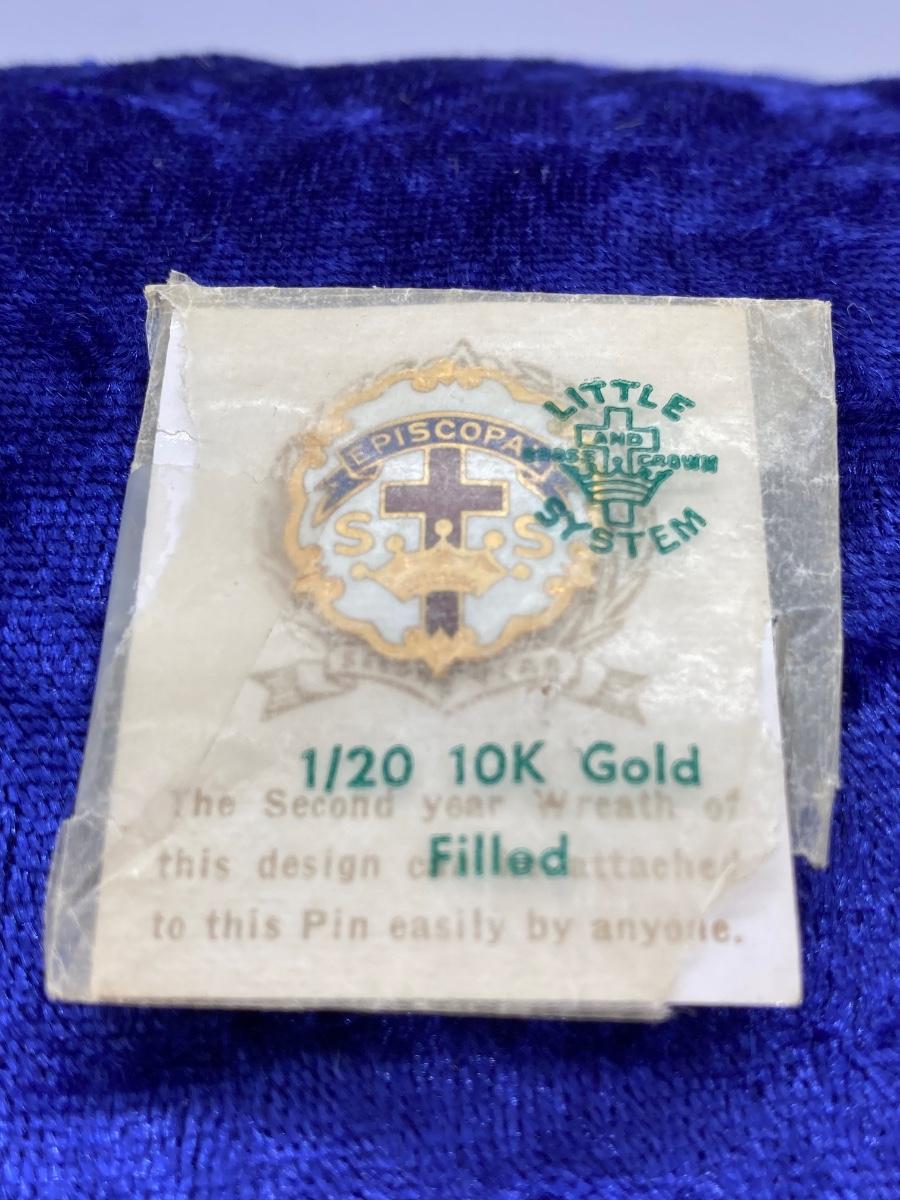 EPISCOPAL
S S
LITTLE
CROSS AND CROWN
SYSTEM
1/20 10K Gold
Filled
The Second year Wreath of
this design attached
to this Pin easily by anyone.